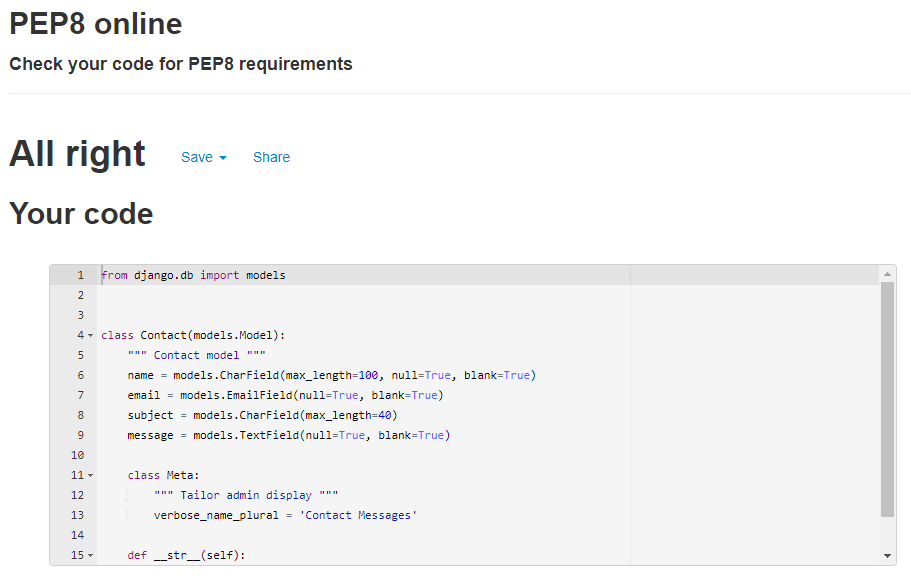 PEP8 online
Check your code for PEP8 requirements
All right Save Share
Your code
1 from django.db import models
2
3
4 class Contact(models.Model):
5 """ Contact model """
6 name = models.CharField(max_length=100, null=True, blank=True)
7 email = models.EmailField(null=True, blank=True)
8 subject = models.CharField(max_length=40)
9 message = models.TextField(null=True, blank=True)
10
11 class Meta:
12 """ Tailor admin display """
13 verbose_name_plural = 'Contact Messages'
14
15 def __str__(self):